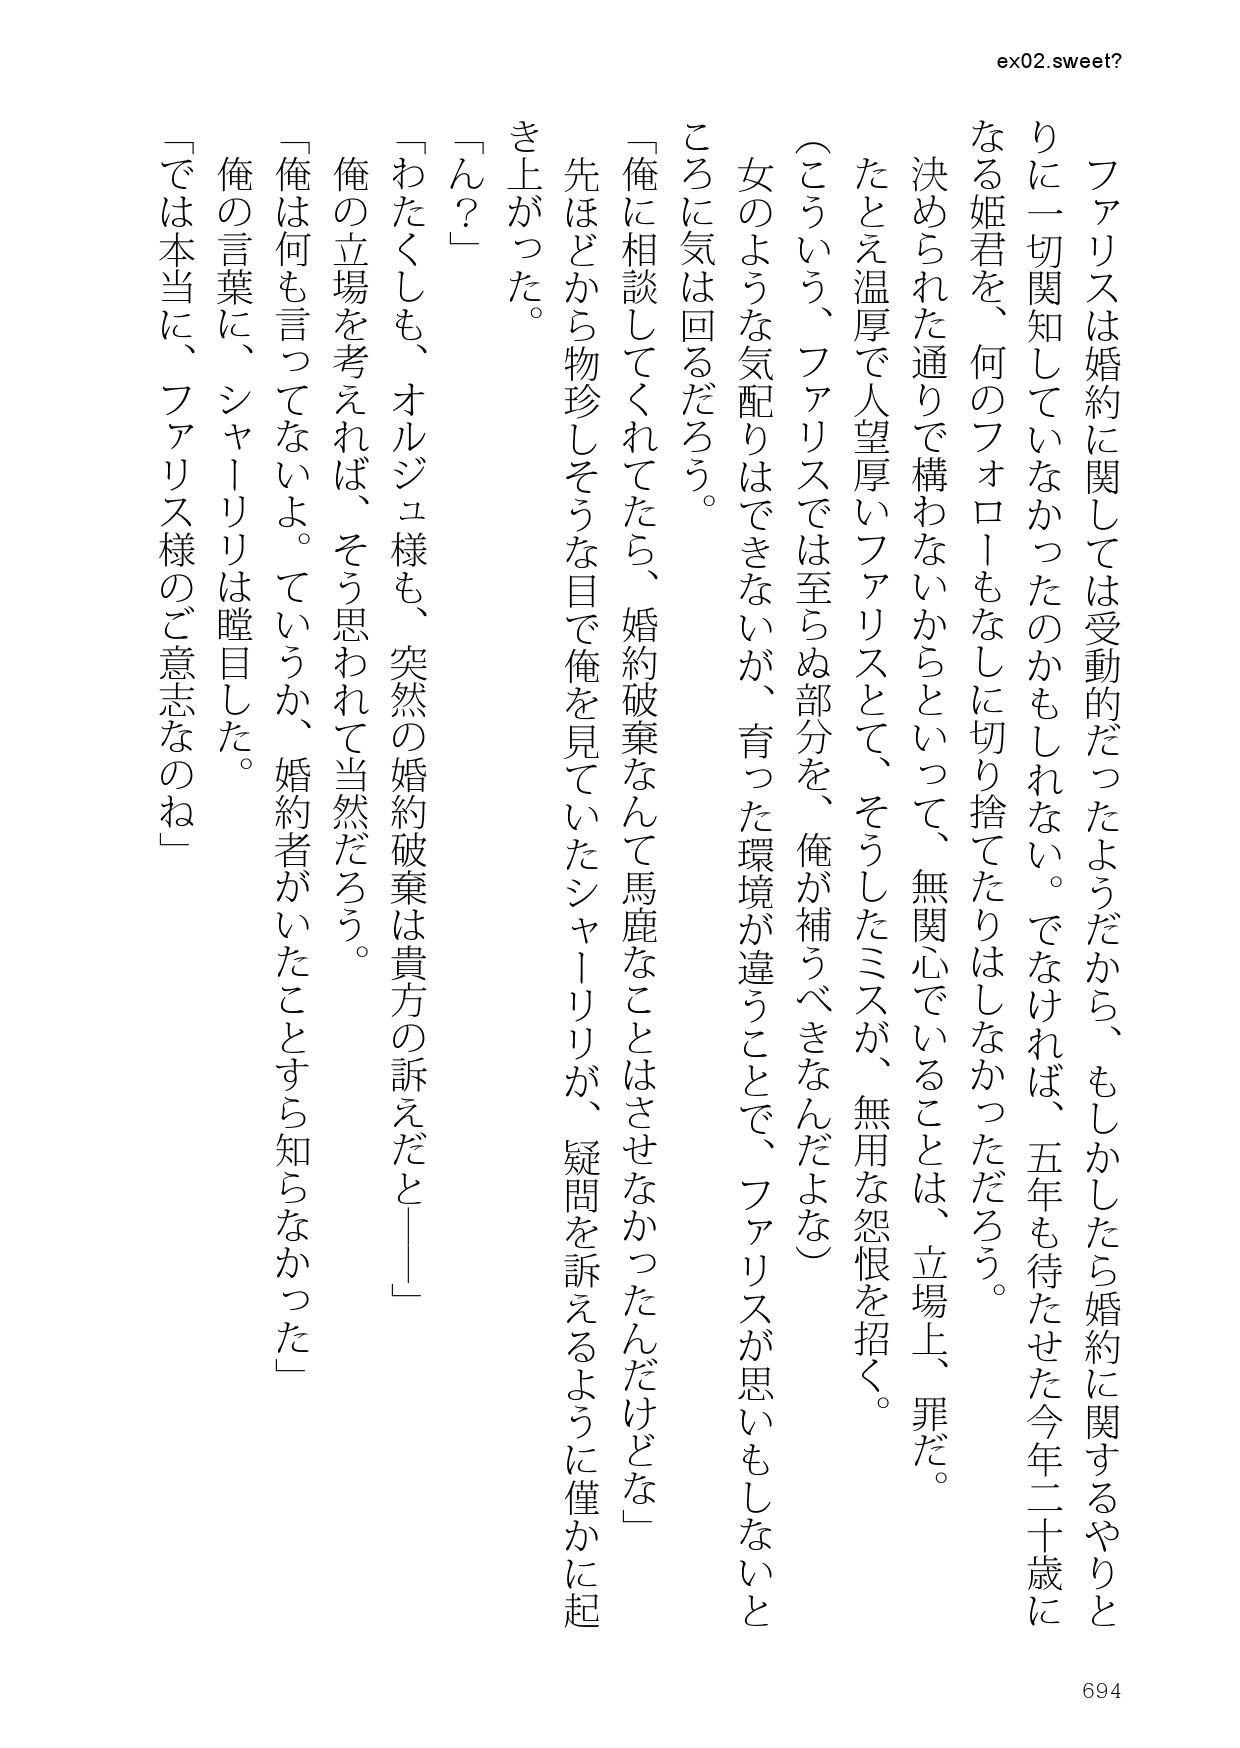 ex02.sweet?
　ファリスは婚約に関しては受動的だったようだから、もしかしたら婚約に関するやりと
りに一切関知していなかったのかもしれない。でなければ、五年も待たせた今年二十歳に
なる姫君を、何のフォローもなしに切り捨てたりはしなかっただろう。
　決められた通りで構わないからといって、無関心でいることは、立場上、罪だ。
　たとえ温厚で人望厚いファリスとて、そうしたミスが、無用な怨恨を招く。
（こういう、ファリスでは至らぬ部分を、俺が補うべきなんだよな）
　女のような気配りはできないが、育った環境が違うことで、ファリスが思いもしないと
ころに気は回るだろう。
「俺に相談してくれてたら、婚約破棄なんて馬鹿なことはさせなかったんだけどな」
　先ほどから物珍しそうな目で俺を見ていたシャーリリが、疑問を訴えるように僅かに起
き上がった。
「ん？」
「わたくしも、オルジュ様も、突然の婚約破棄は貴方の訴えだと――」
　俺の立場を考えれば、そう思われて当然だろう。
「俺は何も言ってないよ。ていうか、婚約者がいたことすら知らなかった」
　俺の言葉に、シャーリリは瞠目した。
「では本当に、ファリス様のご意志なのね」
694